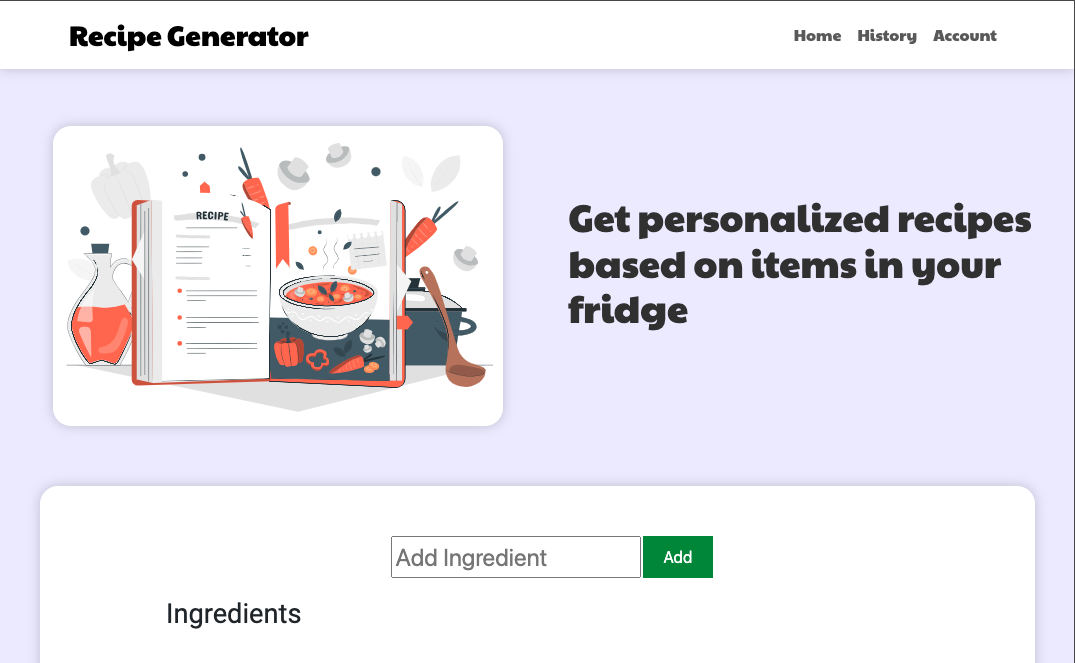 Recipe Generator
Home History Account
RECIPE
Get personalized recipes
based on items in your
fridge
Add Ingredient Add
Ingredients